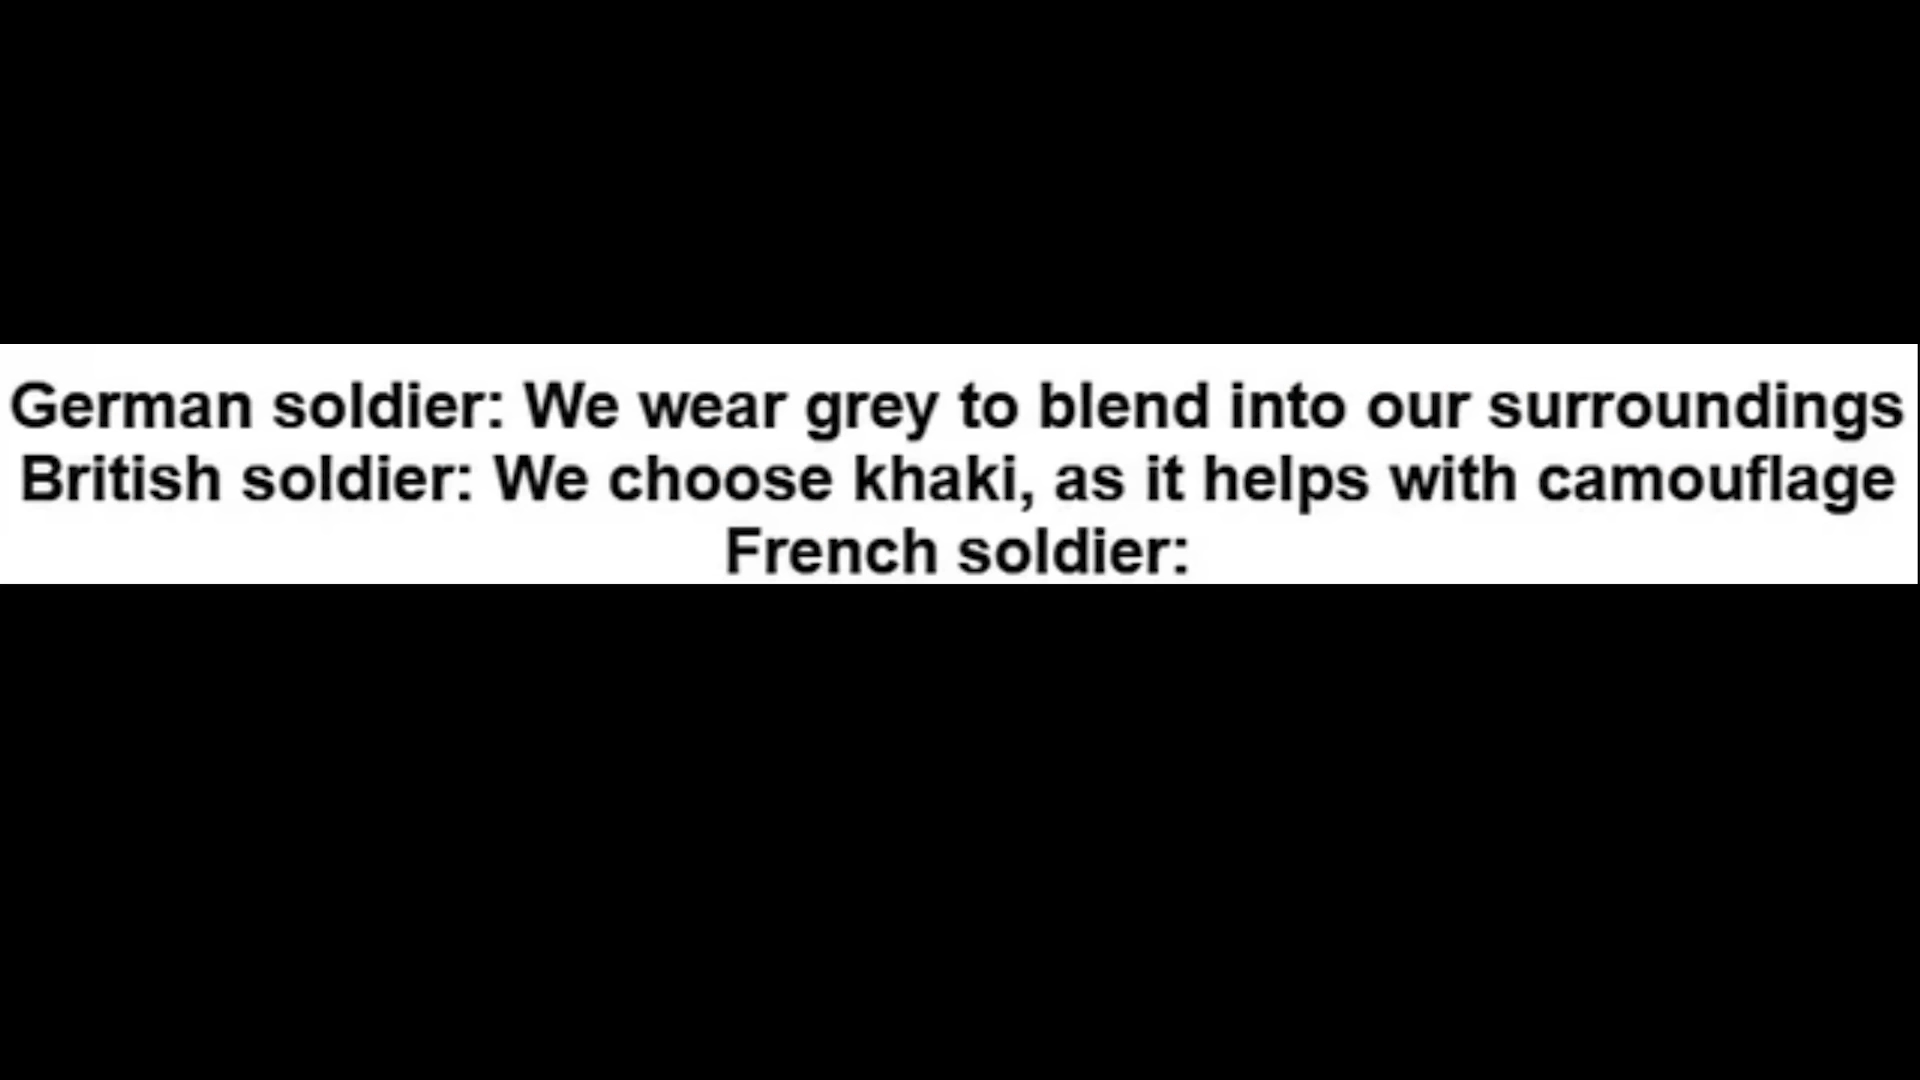 German soldier: We wear grey to blend into our surroundings
British soldier: We choose khaki, as it helps with camouflage
French soldier: